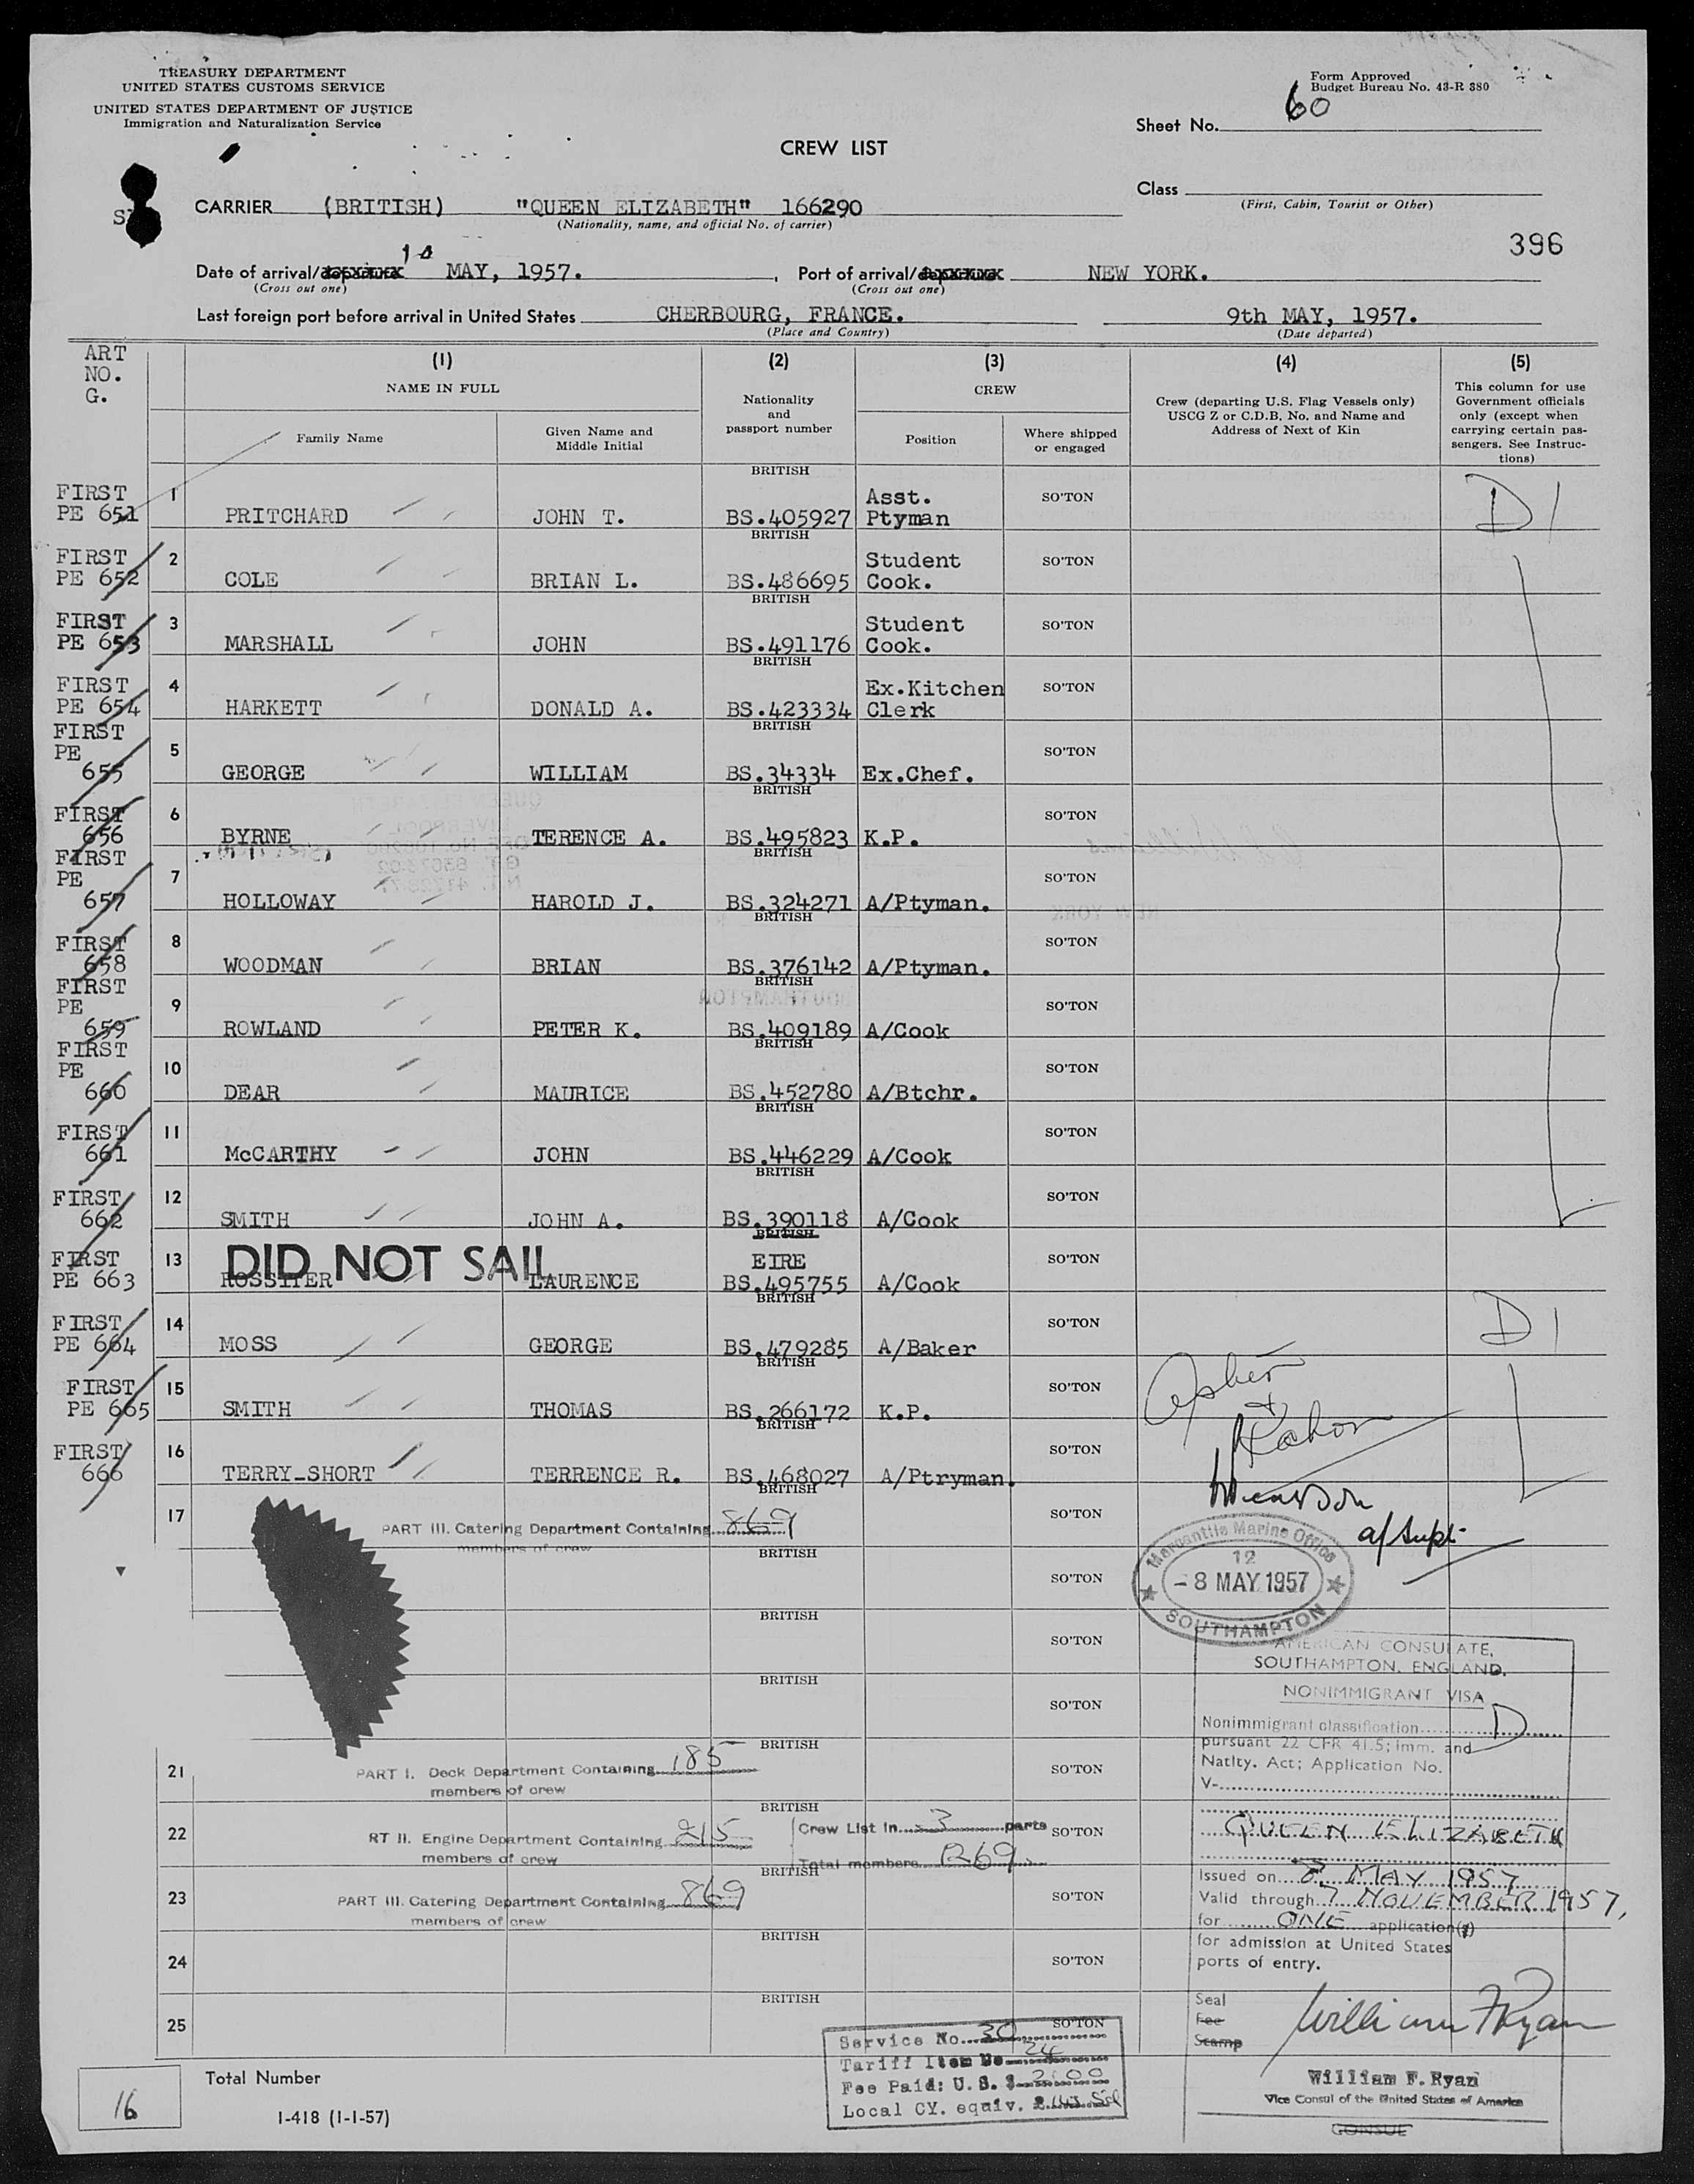 TREASURY DEPARTMENT
UNITED STATES CUSTOMS SERVICE
UNITED STATES DEPARTMENT OF JUSTICE
Immigration and Naturalization Service
Form Approved
Budget Bureau No. 43-R 380
Sheet No. 60
CREW LIST
Class
(First, Cabin, Tourist or Other)
CARRIER (BRITISH) "QUEEN ELIZABETH" 166290
(Nationality, name, and official No. of carrier)
396
Date of arrival/departure MAY, 1957.
(Cross out one)
Port of arrival/departure NEW YORK.
(Cross out one)
Last foreign port before arrival in United States CHERBOURG, FRANCE. 9th MAY, 1957.
(Place and Country) (Date departed)
ART NO. G.
(1) NAME IN FULL
Family Name
Given Name and Middle Initial
(2) Nationality and passport number
(3) CREW
Position
Where shipped or engaged
(4) Crew (departing U.S. Flag Vessels only) USCG Z or C.D.B. No. and Name and Address of Next of Kin
(5) This column for use Government officials only (except when carrying certain passengers. See Instructions)
FIRST PE 651 1 PRITCHARD JOHN T. BRITISH BS.405927 Asst. Ptyman SO'TON D1
FIRST PE 652 2 COLE BRIAN L. BRITISH BS.486695 Student Cook. SO'TON
FIRST PE 653 3 MARSHALL JOHN BRITISH BS.491176 Student Cook. SO'TON
FIRST PE 654 4 HARKETT DONALD A. BRITISH BS.423334 Ex.Kitchen Clerk SO'TON
FIRST PE 655 5 GEORGE WILLIAM BRITISH BS.34334 Ex.Chef. SO'TON
FIRST 656 6 BYRNE TERENCE A. BRITISH BS.495823 K.P. SO'TON
FIRST PE 657 7 HOLLOWAY HAROLD J. BRITISH BS.324271 A/Ptyman. SO'TON
FIRST 658 8 WOODMAN BRIAN BRITISH BS.376142 A/Ptyman. SO'TON
FIRST PE 659 9 ROWLAND PETER K. BRITISH BS.409189 A/Cook SO'TON
FIRST PE 660 10 DEAR MAURICE BRITISH BS.452780 A/Btchr. SO'TON
FIRST 661 11 McCARTHY JOHN BRITISH BS.446229 A/Cook SO'TON
FIRST 662 12 SMITH JOHN A. BRITISH BS.390118 A/Cook SO'TON
DID NOT SAIL
FIRST PE 663 13 ROSSITER LAURENCE BRITISH EIRE BS.495755 A/Cook SO'TON
FIRST PE 664 14 MOSS GEORGE BRITISH BS.479285 A/Baker SO'TON D1
FIRST PE 665 15 SMITH THOMAS BRITISH BS.266172 K.P. SO'TON
FIRST 666 16 TERRY-SHORT TERRENCE R. BRITISH BS.468027 A/Ptryman. SO'TON
17 PART III. Catering Department Containing 869 BRITISH SO'TON
members of crew
a/Supt.
Mercantile Marine Office
12
- 8 MAY 1957
SOUTHAMPTON
BRITISH SO'TON
BRITISH SO'TON
BRITISH SO'TON
AMERICAN CONSULATE,
SOUTHAMPTON, ENGLAND.
NONIMMIGRANT VISA
Nonimmigrant classification D
pursuant 22 CFR 41.5; imm. and
Natlty. Act; Application No.
V-
QUEEN ELIZABETH
Issued on 8 MAY 1957
Valid through 7 NOVEMBER 1957,
for ONE application(s)
for admission at United States
ports of entry.
Seal
Fee
Stamp
William F Ryan
William F. Ryan
Vice Consul of the United States of America
CONSUL
21 PART I. Deck Department Containing 185 BRITISH SO'TON
members of crew
22 RT II. Engine Department Containing 215 BRITISH SO'TON
members of crew
Crew List in 3 parts
Total members 1269
23 PART III. Catering Department Containing 869 BRITISH SO'TON
members of crew
24 BRITISH SO'TON
25 BRITISH SO'TON
Service No. 30
Tariff Item No 24
Fee Paid: U.S. $ 2.00
Local CY. equiv.
16 Total Number
I-418 (1-1-57)